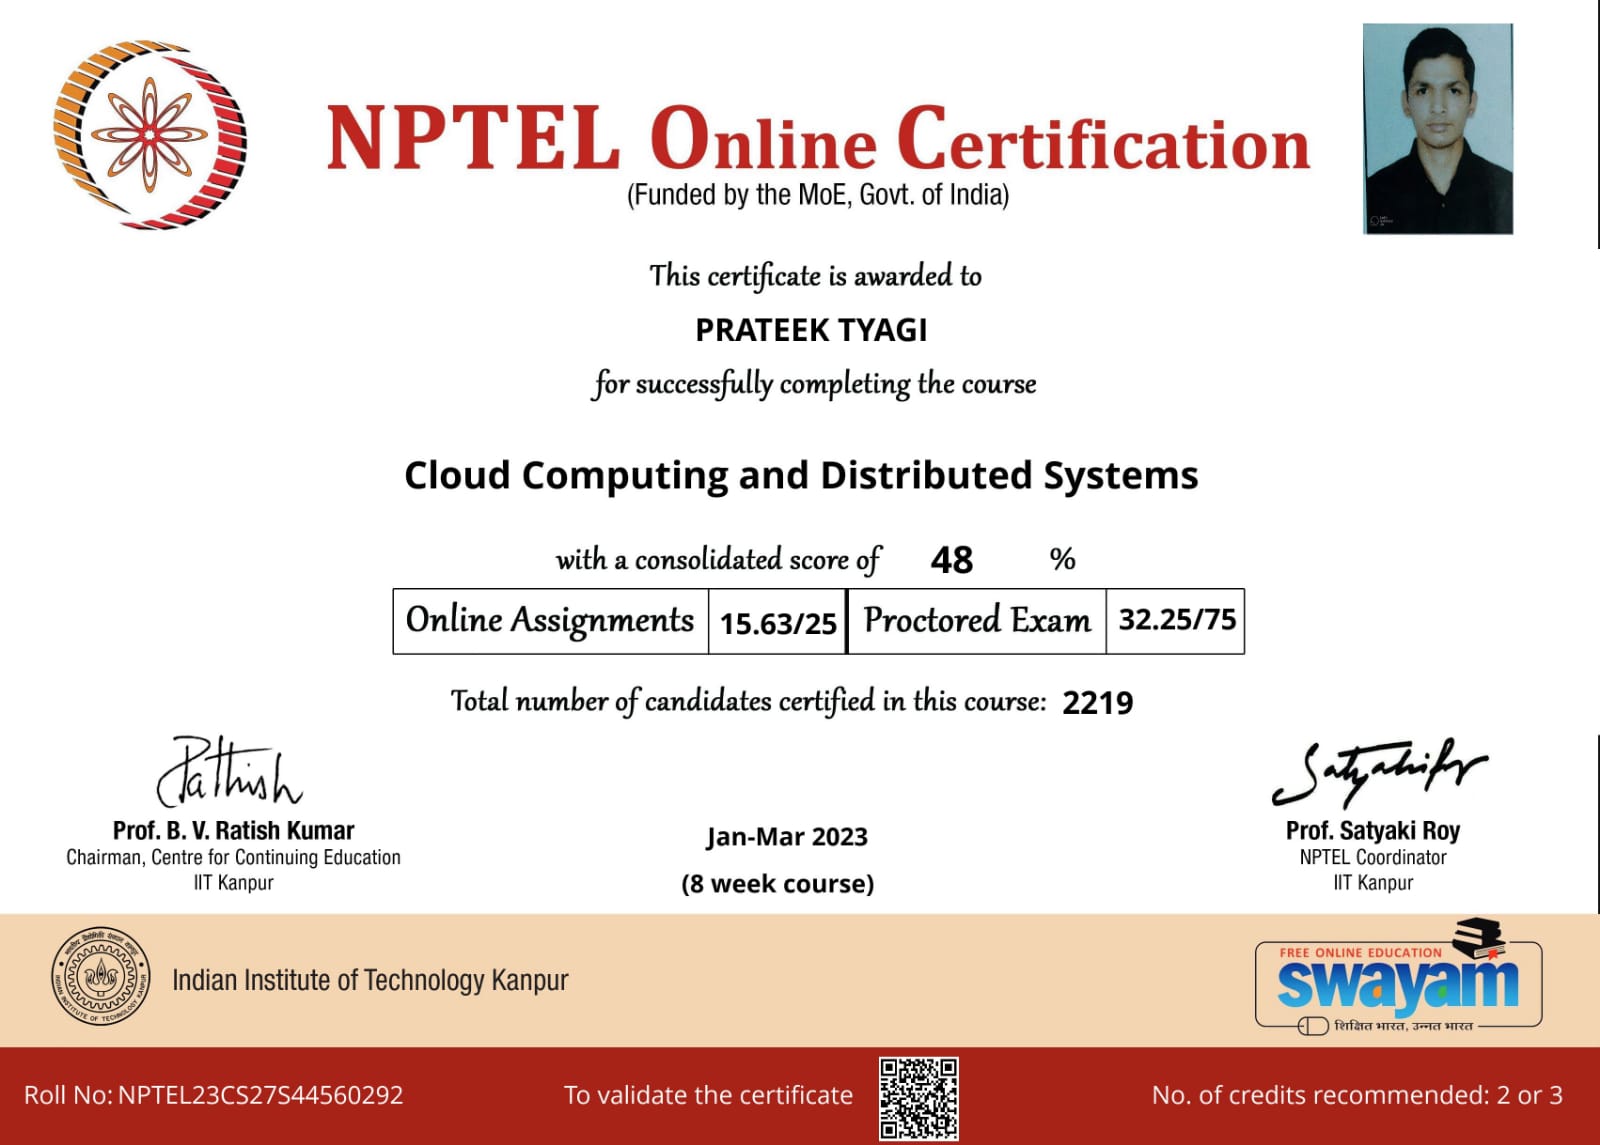 NPTEL Online Certification
(Funded by the MoE, Govt. of India)
This certificate is awarded to
PRATEEK TYAGI
for successfully completing the course
Cloud Computing and Distributed Systems
with a consolidated score of 48 %
Online Assignments 15.63/25 Proctored Exam 32.25/75
Total number of candidates certified in this course: 2219
Prof. B. V. Ratish Kumar
Chairman, Centre for Continuing Education
IIT Kanpur
Jan-Mar 2023
(8 week course)
Prof. Satyaki Roy
NPTEL Coordinator
IIT Kanpur
INDIAN INSTITUTE OF TECHNOLOGY KANPUR
Indian Institute of Technology Kanpur
FREE ONLINE EDUCATION
swayam
शिक्षित भारत, उन्नत भारत
Roll No: NPTEL23CS27S44560292
To validate the certificate
No. of credits recommended: 2 or 3